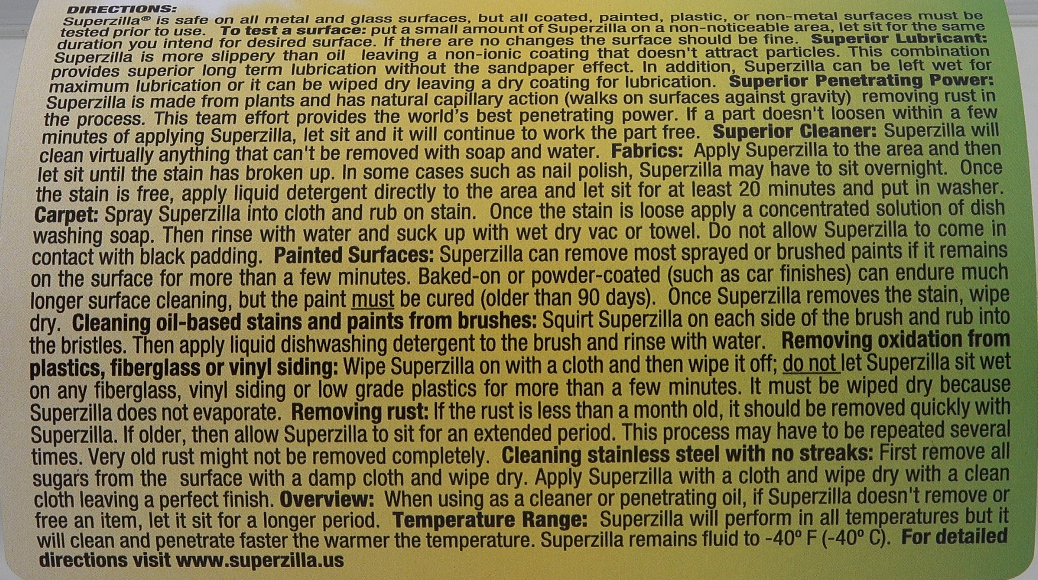 DIRECTIONS:
Superzilla® is safe on all metal and glass surfaces, but all coated, painted, plastic, or non-metal surfaces must be
tested prior to use. To test a surface: put a small amount of Superzilla on a non-noticeable area, let sit for the same
duration you intend for desired surface. If there are no changes the surface should be fine. Superior Lubricant:
Superzilla is more slippery than oil leaving a non-ionic coating that doesn't attract particles. This combination
provides superior long term lubrication without the sandpaper effect. In addition, Superzilla can be left wet for
maximum lubrication or it can be wiped dry leaving a dry coating for lubrication. Superior Penetrating Power:
Superzilla is made from plants and has natural capillary action (walks on surfaces against gravity) removing rust in
the process. This team effort provides the world's best penetrating power. If a part doesn't loosen within a few
minutes of applying Superzilla, let sit and it will continue to work the part free. Superior Cleaner: Superzilla will
clean virtually anything that can't be removed with soap and water. Fabrics: Apply Superzilla to the area and then
let sit until the stain has broken up. In some cases such as nail polish, Superzilla may have to sit overnight. Once
the stain is free, apply liquid detergent directly to the area and let sit for at least 20 minutes and put in washer.
Carpet: Spray Superzilla into cloth and rub on stain. Once the stain is loose apply a concentrated solution of dish
washing soap. Then rinse with water and suck up with wet dry vac or towel. Do not allow Superzilla to come in
contact with black padding. Painted Surfaces: Superzilla can remove most sprayed or brushed paints if it remains
on the surface for more than a few minutes. Baked-on or powder-coated (such as car finishes) can endure much
longer surface cleaning, but the paint must be cured (older than 90 days). Once Superzilla removes the stain, wipe
dry. Cleaning oil-based stains and paints from brushes: Squirt Superzilla on each side of the brush and rub into
the bristles. Then apply liquid dishwashing detergent to the brush and rinse with water. Removing oxidation from
plastics, fiberglass or vinyl siding: Wipe Superzilla on with a cloth and then wipe it off; do not let Superzilla sit wet
on any fiberglass, vinyl siding or low grade plastics for more than a few minutes. It must be wiped dry because
Superzilla does not evaporate. Removing rust: If the rust is less than a month old, it should be removed quickly with
Superzilla. If older, then allow Superzilla to sit for an extended period. This process may have to be repeated several
times. Very old rust might not be removed completely. Cleaning stainless steel with no streaks: First remove all
sugars from the surface with a damp cloth and wipe dry. Apply Superzilla with a cloth and wipe dry with a clean
cloth leaving a perfect finish. Overview: When using as a cleaner or penetrating oil, if Superzilla doesn't remove or
free an item, let it sit for a longer period. Temperature Range: Superzilla will perform in all temperatures but it
will clean and penetrate faster the warmer the temperature. Superzilla remains fluid to -40º F (-40º C). For detailed
directions visit www.superzilla.us